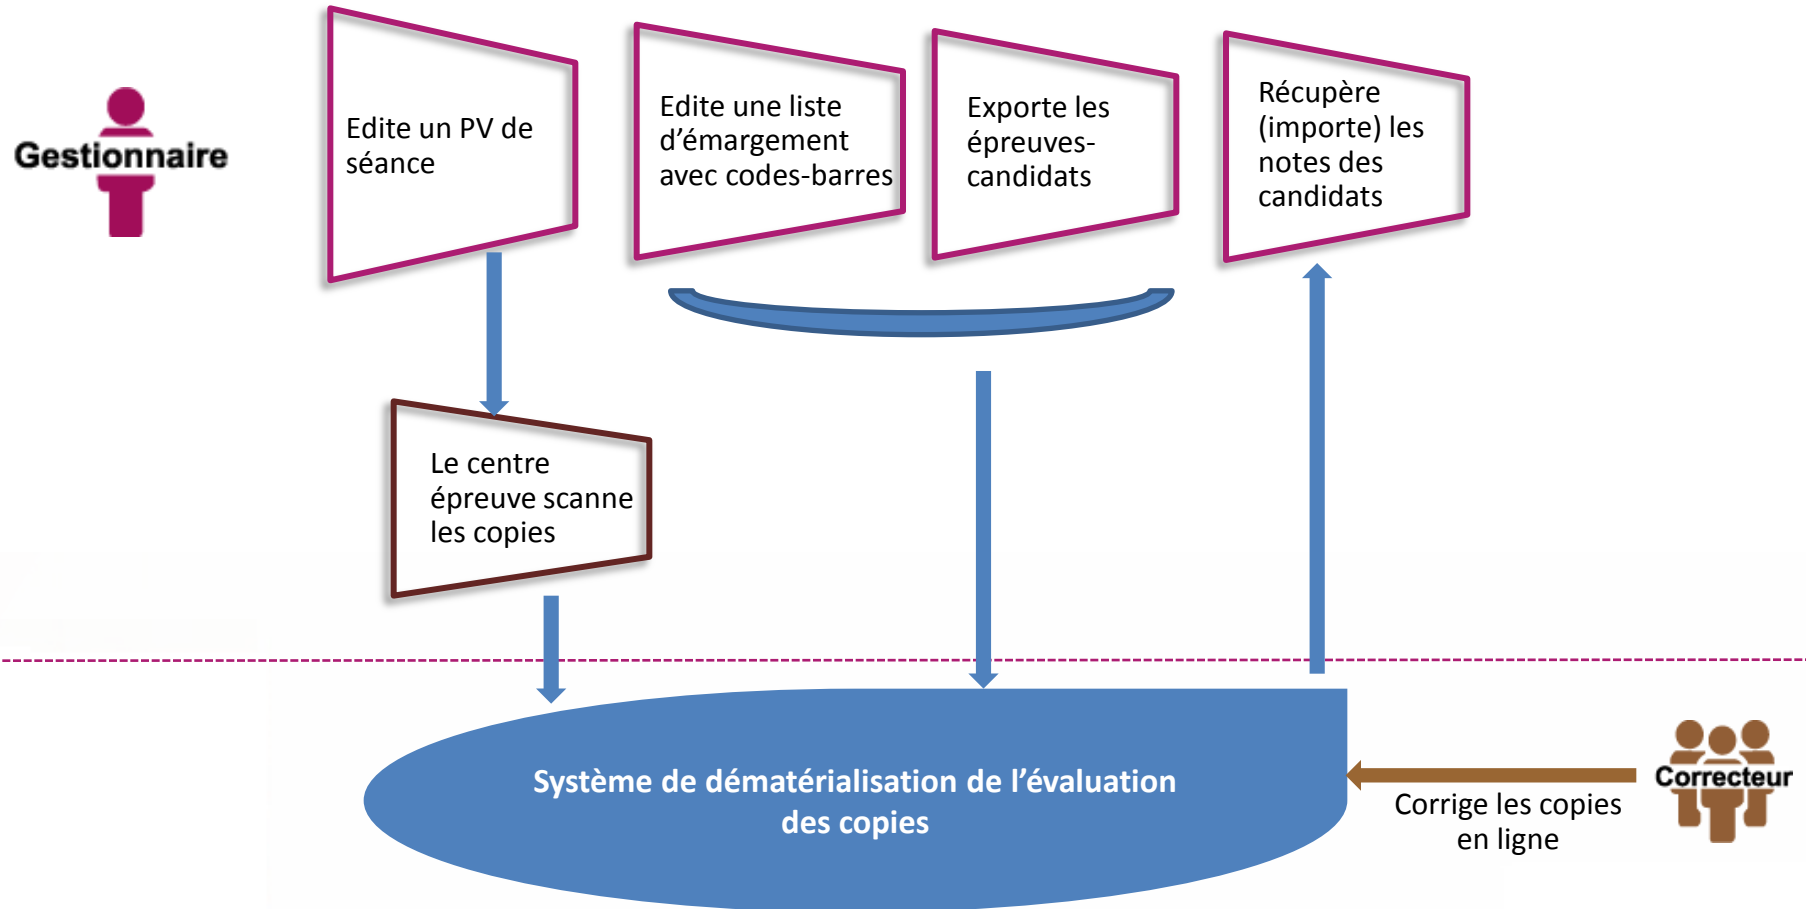 Gestionnaire
Edite un PV de
séance
Edite une liste
d’émargement
avec codes-barres
Exporte les
épreuves-
candidats
Récupère
(importe) les
notes des
candidats
Le centre
épreuve scanne
les copies
Système de dématérialisation de l’évaluation
des copies
Correcteur
Corrige les copies
en ligne